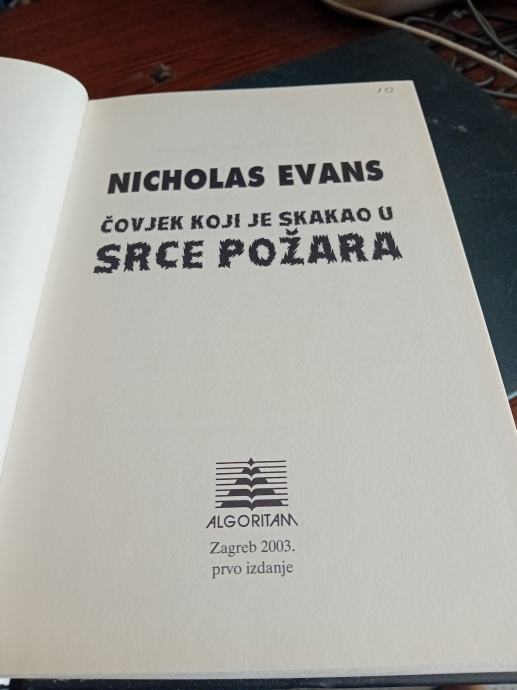 10
NICHOLAS EVANS
ČOVJEK KOJI JE SKAKAO U
SRCE POŽARA
ALGORITAM
Zagreb 2003.
prvo izdanje